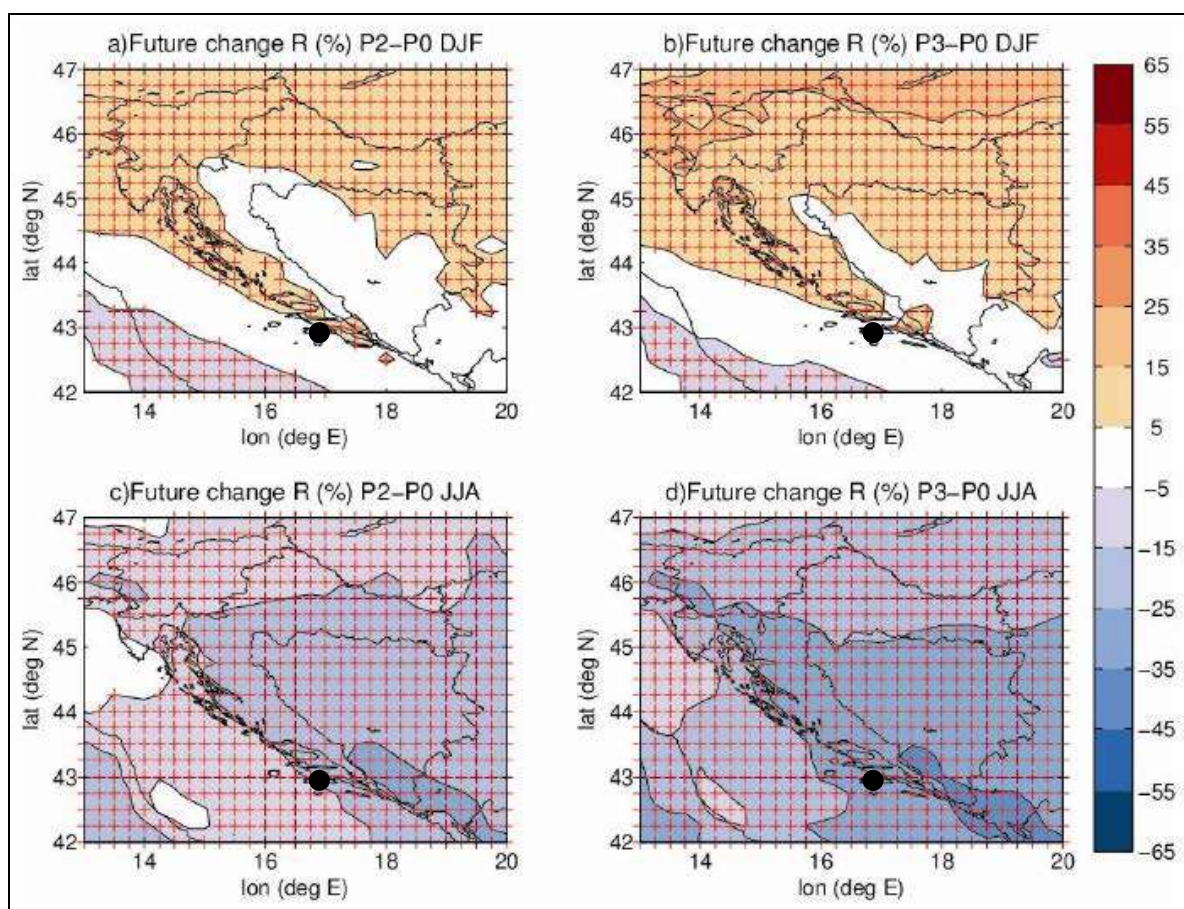 a)Future change R (%) P2-P0 DJF
47
46
45
44
43
42
lat (deg N)
14 16 18 20
lon (deg E)
b)Future change R (%) P3-P0 DJF
47
46
45
44
43
42
lat (deg N)
14 16 18 20
lon (deg E)
c)Future change R (%) P2-P0 JJA
47
46
45
44
43
42
lat (deg N)
14 16 18 20
lon (deg E)
d)Future change R (%) P3-P0 JJA
47
46
45
44
43
42
lat (deg N)
14 16 18 20
lon (deg E)
65
55
45
35
25
15
5
-5
-15
-25
-35
-45
-55
-65